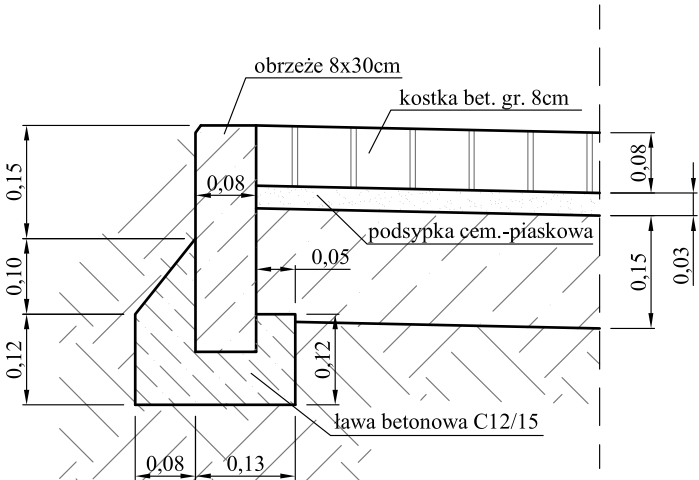 obrzeże 8x30cm
kostka bet. gr. 8cm
0,15
0,08
0,08
podsypka cem.-piaskowa
0,05
0,10
0,15
0,03
0,12
0,12
ława betonowa C12/15
0,08
0,13